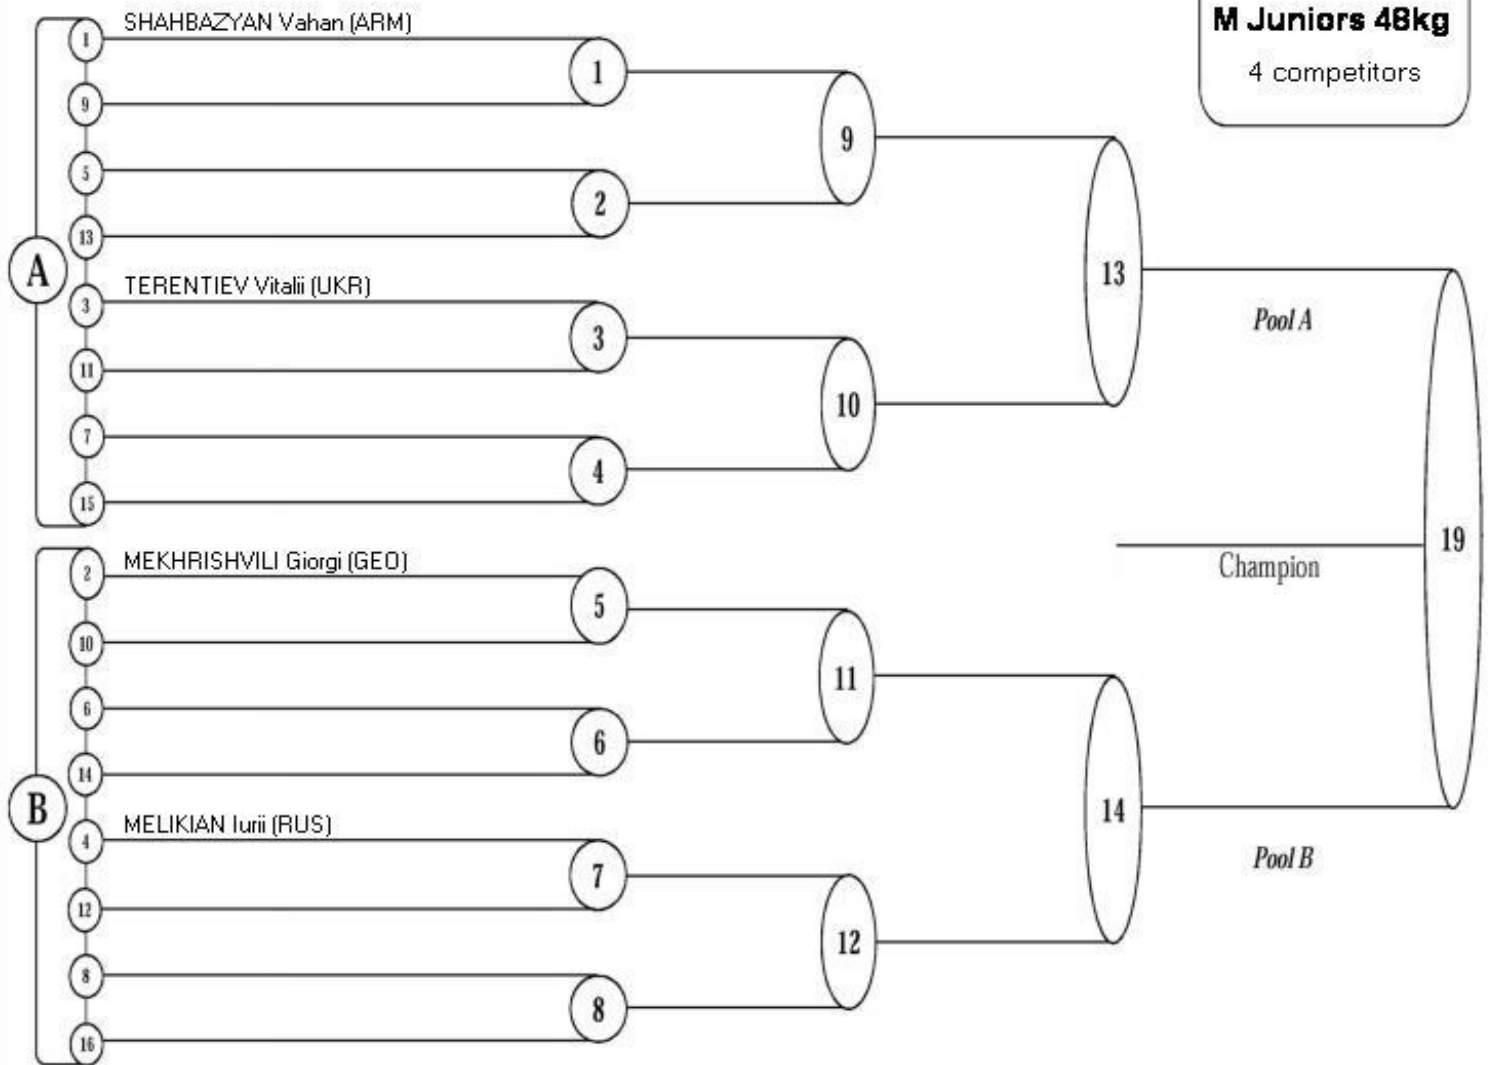 M Juniors 48kg
4 competitors
A
1 SHAHBAZYAN Vahan (ARM)
9
5
13
3 TERENTIEV Vitalii (UKR)
11
7
15
B
2 MEKHRISHVILI Giorgi (GEO)
10
6
14
4 MELIKIAN Iurii (RUS)
12
8
16
1
2
3
4
5
6
7
8
9
10
11
12
13
14
Pool A
Champion
19
Pool B